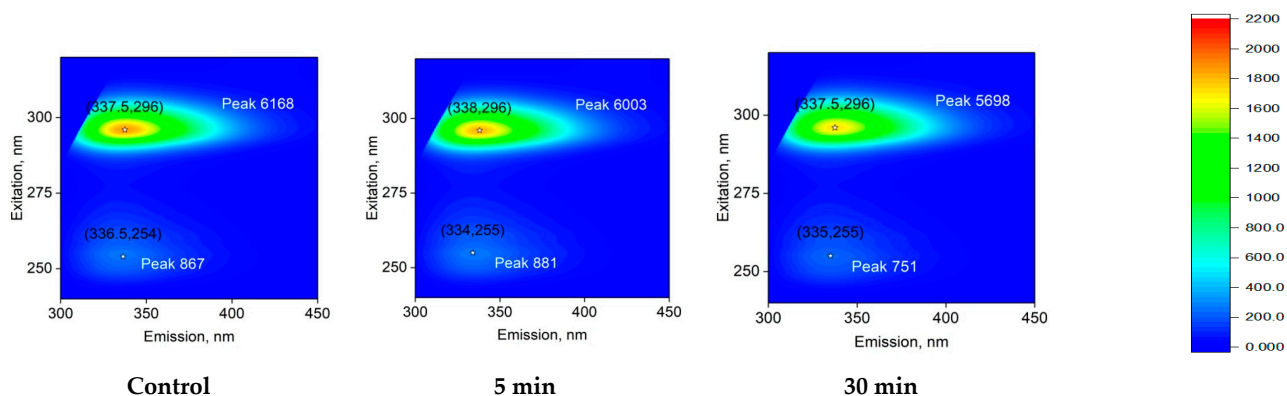 (337.5,296)
Peak 6168
(336.5,254)
Peak 867
300
275
250
Exitation, nm
300
350
400
450
Emission, nm
Control
(338,296)
Peak 6003
(334,255)
Peak 881
300
275
250
Exitation, nm
300
350
400
450
Emission, nm
5 min
(337.5,296)
Peak 5698
(335,255)
Peak 751
300
275
250
Exitation, nm
300
350
400
450
Emission, nm
30 min
2200
2000
1800
1600
1400
1200
1000
800.0
600.0
400.0
200.0
0.000